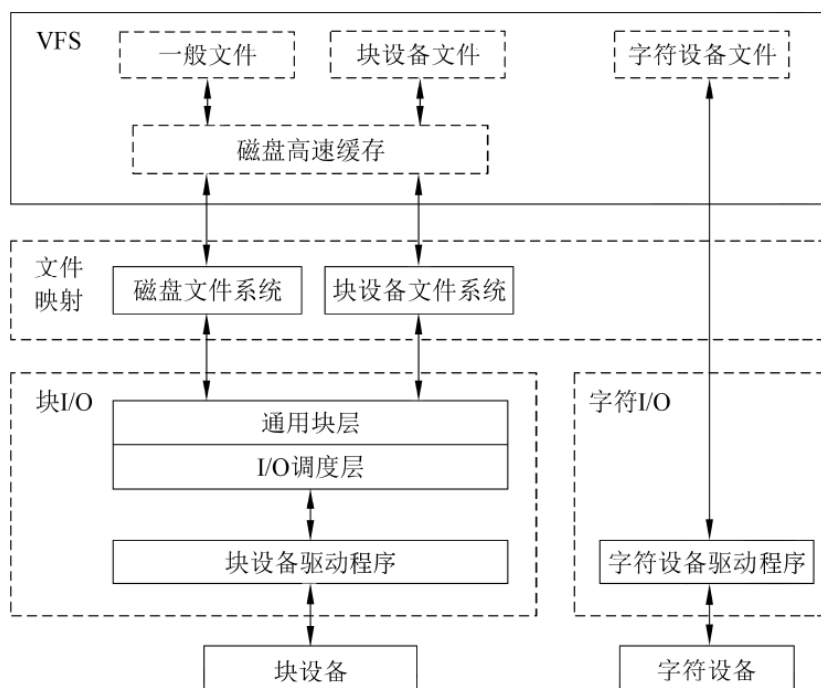 VFS
一般文件
块设备文件
字符设备文件
磁盘高速缓存
文件
映射
磁盘文件系统
块设备文件系统
块I/O
字符I/O
通用块层
I/O调度层
块设备驱动程序
字符设备驱动程序
块设备
字符设备